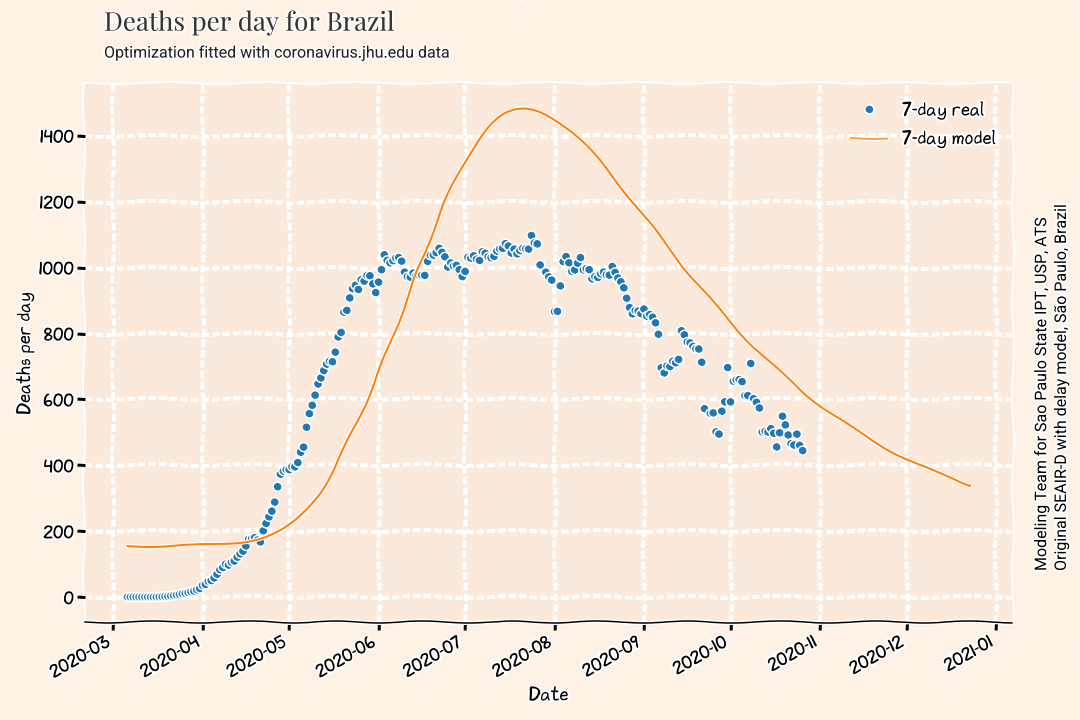 Deaths per day for Brazil
Optimization fitted with coronavirus.jhu.edu data
7-day real
7-day model
1400
1200
1000
800
600
400
200
0
Deaths per day
2020-03
2020-04
2020-05
2020-06
2020-07
2020-08
2020-09
2020-10
2020-11
2020-12
2021-01
Date
Modeling Team for Sao Paulo State IPT, USP, ATS
Original SEAIR-D with delay model, São Paulo, Brazil